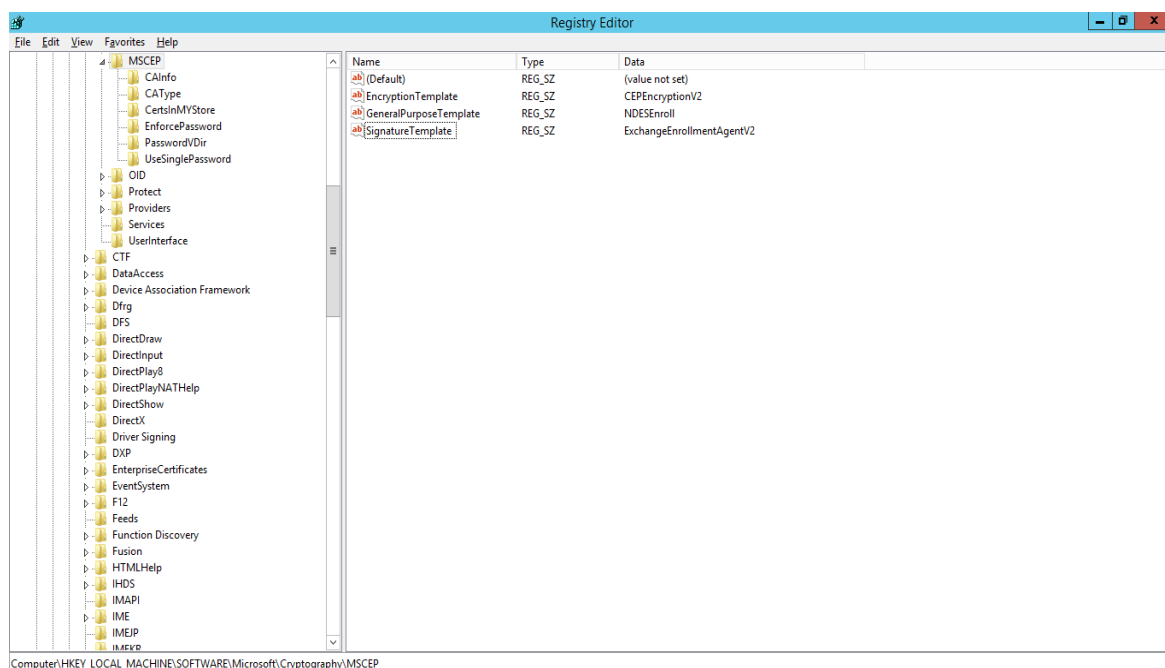 Registry Editor
File Edit View Favorites Help
MSCEP
CAInfo
CAType
CertsInMYStore
EnforcePassword
PasswordVDir
UseSinglePassword
OID
Protect
Providers
Services
UserInterface
CTF
DataAccess
Device Association Framework
Dfrg
DFS
DirectDraw
DirectInput
DirectPlay8
DirectPlayNATHelp
DirectShow
DirectX
Driver Signing
DXP
EnterpriseCertificates
EventSystem
F12
Feeds
Function Discovery
Fusion
HTMLHelp
IHDS
IMAPI
IME
IMEJP
IMEKR
Name Type Data
(Default) REG_SZ (value not set)
EncryptionTemplate REG_SZ CEPEncryptionV2
GeneralPurposeTemplate REG_SZ NDESEnroll
SignatureTemplate REG_SZ ExchangeEnrollmentAgentV2
Computer\HKEY_LOCAL_MACHINE\SOFTWARE\Microsoft\Cryptography\MSCEP